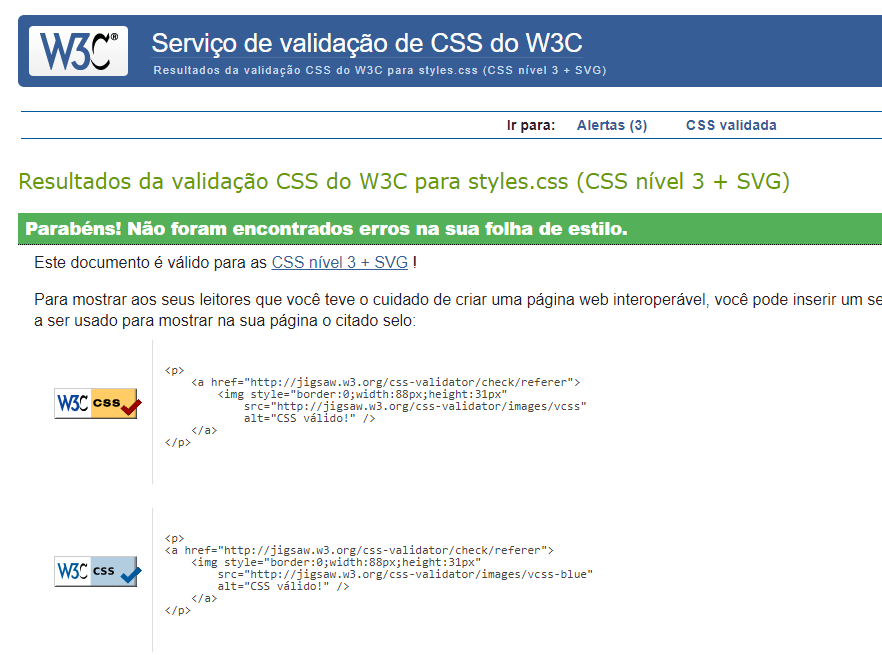 W3C® Serviço de validação de CSS do W3C
Resultados da validação CSS do W3C para styles.css (CSS nível 3 + SVG)
Ir para: Alertas (3) CSS validada
Resultados da validação CSS do W3C para styles.css (CSS nível 3 + SVG)
Parabéns! Não foram encontrados erros na sua folha de estilo.
Este documento é válido para as CSS nível 3 + SVG !
Para mostrar aos seus leitores que você teve o cuidado de criar uma página web interoperável, você pode inserir um se
a ser usado para mostrar na sua página o citado selo:
W3C css
<p>
<a href="http://jigsaw.w3.org/css-validator/check/referer">
<img style="border:0;width:88px;height:31px"
src="http://jigsaw.w3.org/css-validator/images/vcss"
alt="CSS válido!" />
</a>
</p>
W3C css
<p>
<a href="http://jigsaw.w3.org/css-validator/check/referer">
<img style="border:0;width:88px;height:31px"
src="http://jigsaw.w3.org/css-validator/images/vcss-blue"
alt="CSS válido!" />
</a>
</p>